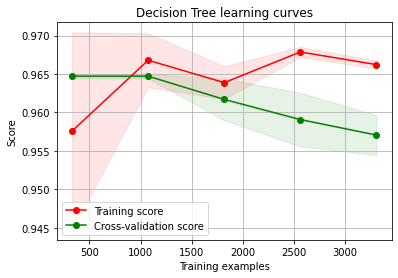 Decision Tree learning curves
Score
0.970
0.965
0.960
0.955
0.950
0.945
Training score
Cross-validation score
500
1000
1500
2000
2500
3000
Training examples